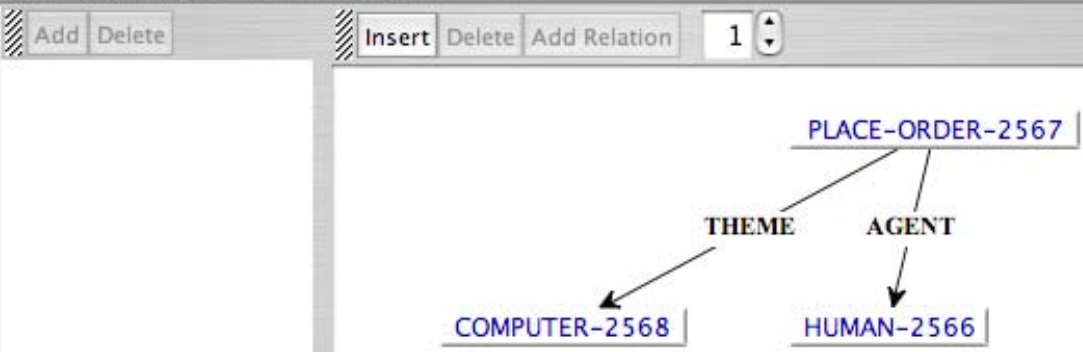 Add Delete Insert Delete Add Relation 1
PLACE-ORDER-2567
THEME AGENT
COMPUTER-2568 HUMAN-2566